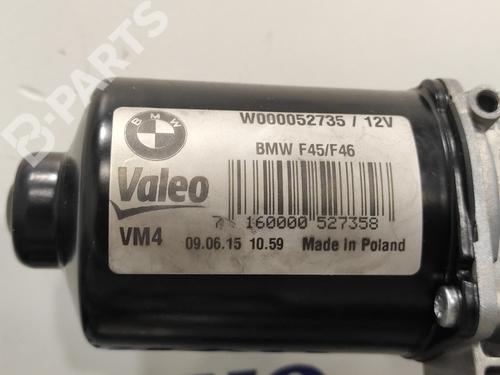 B-PARTS
BMW
W000052735 / 12V
BMW F45/F46
Valeo
7 160000 527358
VM4
09.06.15 10.59
Made in Poland